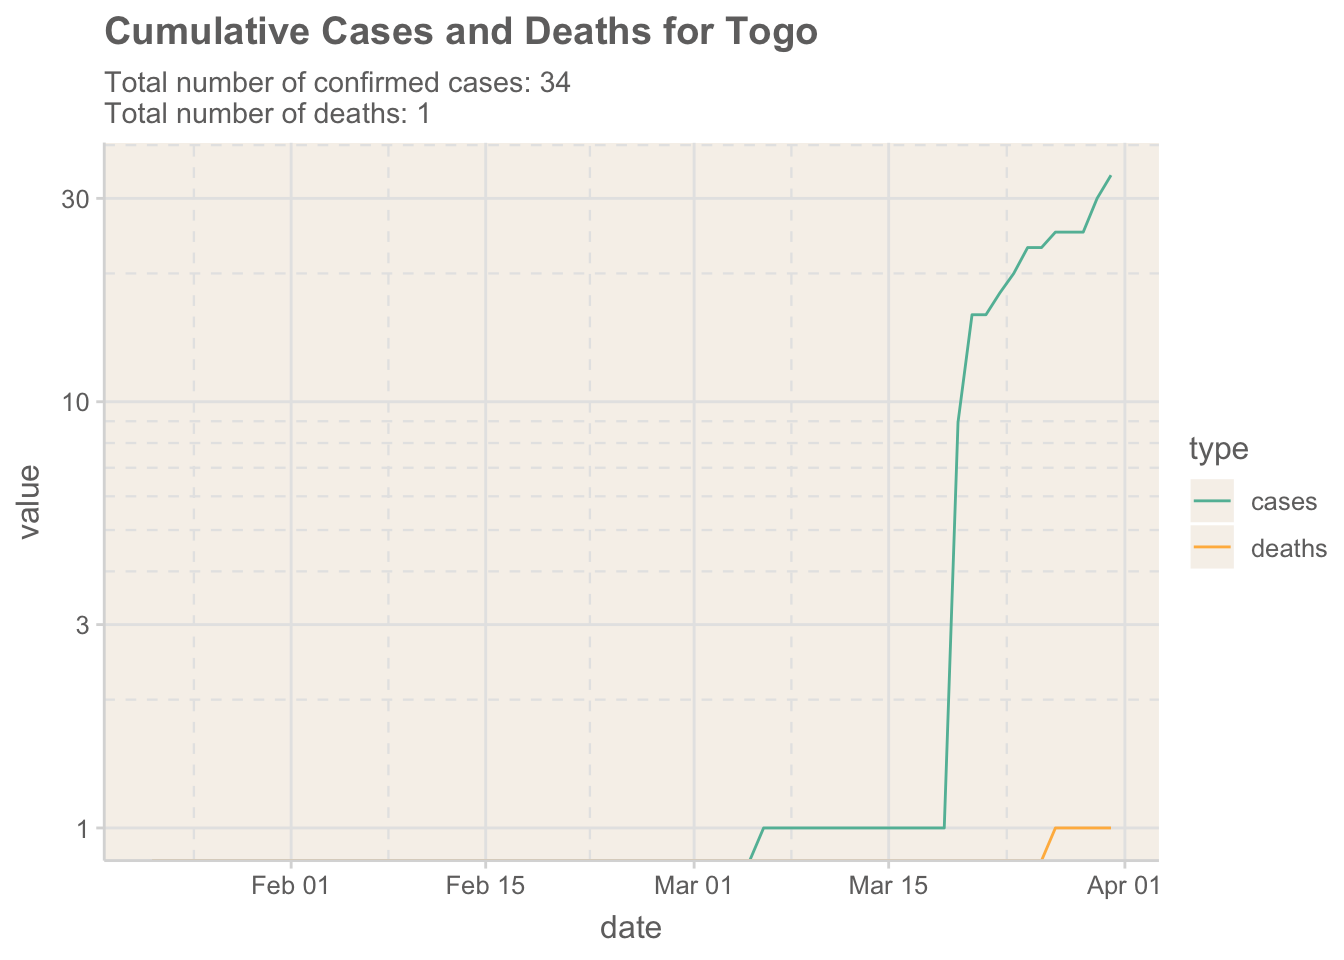 Cumulative Cases and Deaths for Togo
Total number of confirmed cases: 34
Total number of deaths: 1
30
10
3
1
value
Feb 01
Feb 15
Mar 01
Mar 15
Apr 01
date
type
cases
deaths